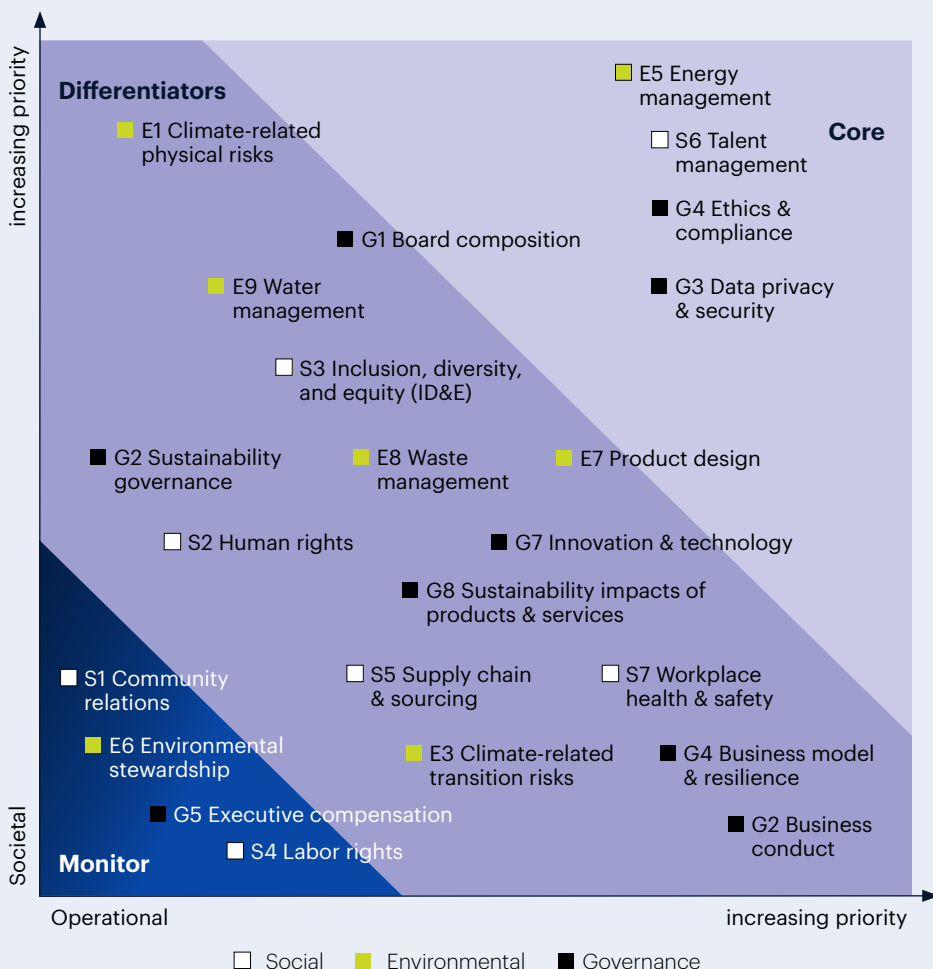 increasing priority
Differentiators
E5 Energy
management
E1 Climate-related
physical risks
S6 Talent
management
Core
G4 Ethics &
compliance
G1 Board composition
E9 Water
management
G3 Data privacy
& security
S3 Inclusion, diversity,
and equity (ID&E)
G2 Sustainability
governance
E8 Waste
management
E7 Product design
S2 Human rights
G7 Innovation & technology
G8 Sustainability impacts of
products & services
S1 Community
relations
S5 Supply chain
& sourcing
S7 Workplace
health & safety
E6 Environmental
stewardship
E3 Climate-related
transition risks
G4 Business model
& resilience
G5 Executive compensation
G2 Business
conduct
S4 Labor rights
Monitor
Societal
Operational
increasing priority
Social
Environmental
Governance